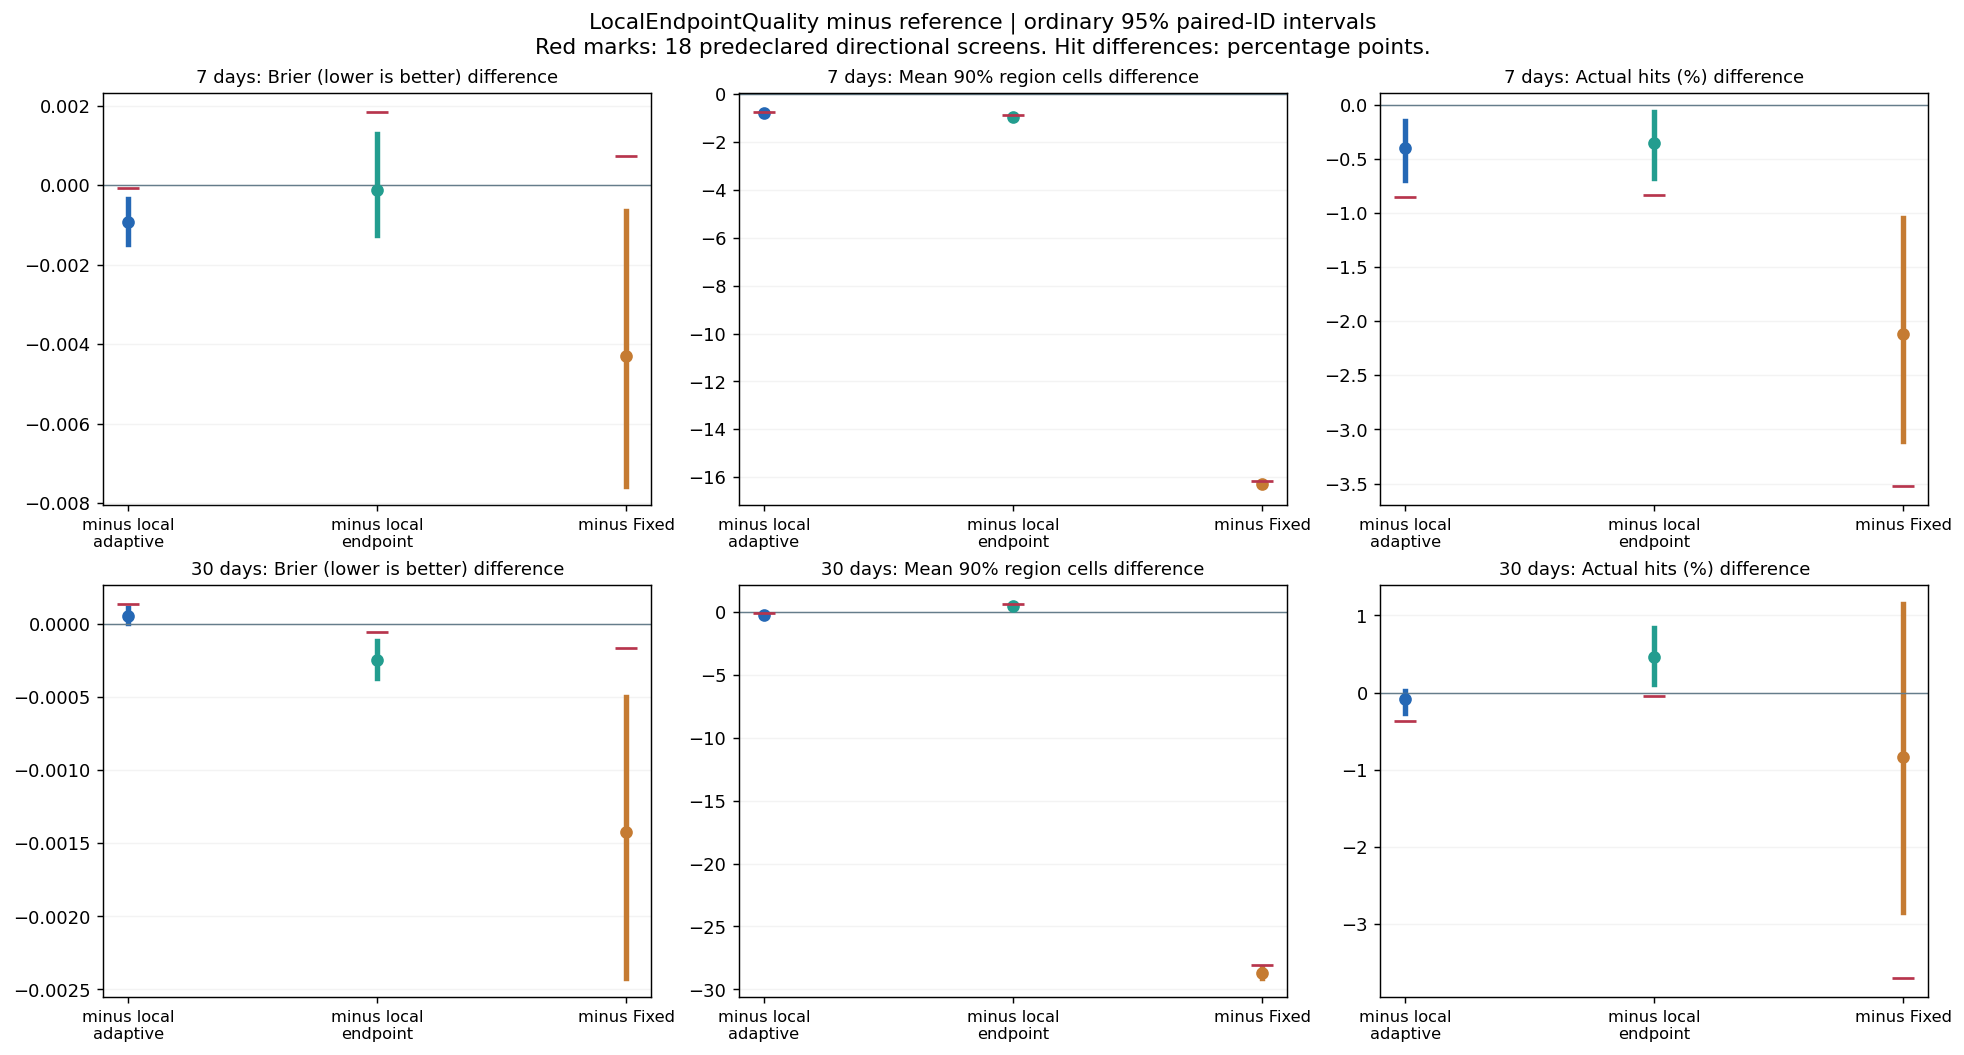 LocalEndpointQuality minus reference | ordinary 95% paired-ID intervals
Red marks: 18 predeclared directional screens. Hit differences: percentage points.
7 days: Brier (lower is better) difference
0.002
0.000
−0.002
−0.004
−0.006
−0.008
minus local
adaptive
minus local
endpoint
minus Fixed
7 days: Mean 90% region cells difference
0
−2
−4
−6
−8
−10
−12
−14
−16
minus local
adaptive
minus local
endpoint
minus Fixed
7 days: Actual hits (%) difference
0.0
−0.5
−1.0
−1.5
−2.0
−2.5
−3.0
−3.5
minus local
adaptive
minus local
endpoint
minus Fixed
30 days: Brier (lower is better) difference
0.0000
−0.0005
−0.0010
−0.0015
−0.0020
−0.0025
minus local
adaptive
minus local
endpoint
minus Fixed
30 days: Mean 90% region cells difference
0
−5
−10
−15
−20
−25
−30
minus local
adaptive
minus local
endpoint
minus Fixed
30 days: Actual hits (%) difference
1
0
−1
−2
−3
minus local
adaptive
minus local
endpoint
minus Fixed